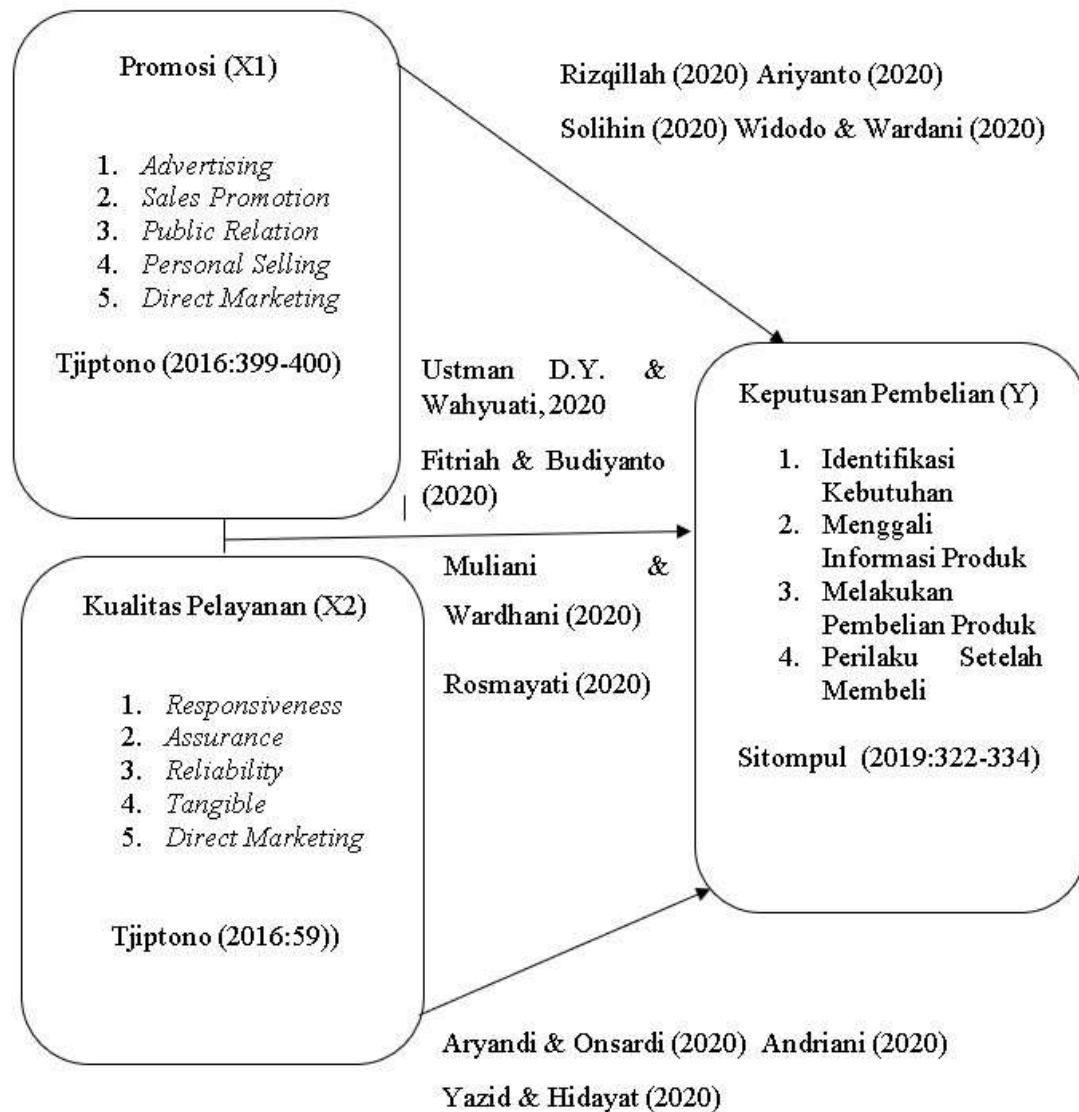 Promosi (X1)
1. Advertising
2. Sales Promotion
3. Public Relation
4. Personal Selling
5. Direct Marketing
Tjiptono (2016:399-400)
Rizqillah (2020) Ariyanto (2020)
Solihin (2020) Widodo & Wardani (2020)
Ustman D.Y. &
Wahyuati, 2020
Fitriah & Budiyanto
(2020)
Muliani &
Wardhani (2020)
Rosmayati (2020)
Keputusan Pembelian (Y)
1. Identifikasi
Kebutuhan
2. Menggali
Informasi Produk
3. Melakukan
Pembelian Produk
4. Perilaku Setelah
Membeli
Sitompul (2019:322-334)
Kualitas Pelayanan (X2)
1. Responsiveness
2. Assurance
3. Reliability
4. Tangible
5. Direct Marketing
Tjiptono (2016:59))
Aryandi & Onsardi (2020) Andriani (2020)
Yazid & Hidayat (2020)